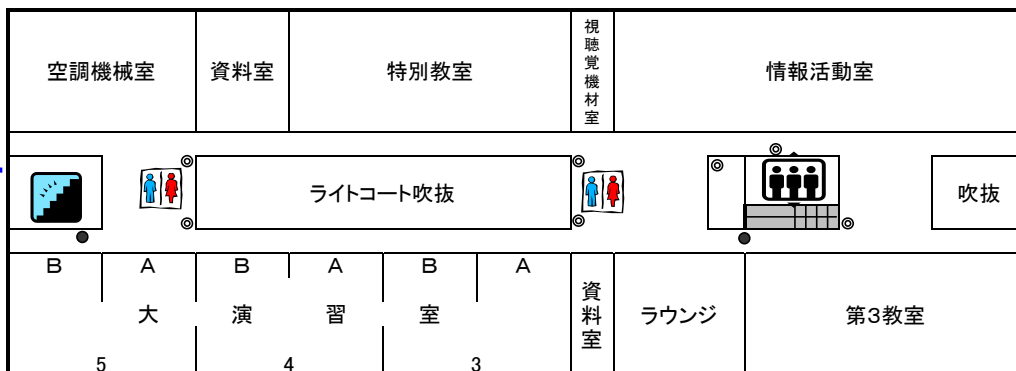 空調機械室 資料室 特別教室 視聴覚機材室 情報活動室
ライトコート吹抜 吹抜
B A B A B A
大演習室 資料室 ラウンジ 第3教室
5 4 3